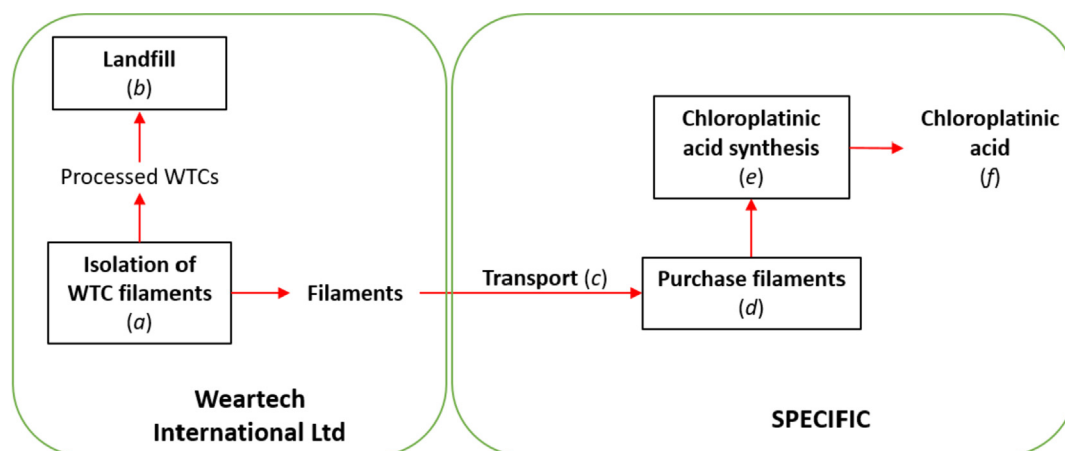 Landfill
(b)
Processed WTCs
Isolation of
WTC filaments
(a)
Filaments
Weartech
International Ltd
Transport (c)
Chloroplatinic
acid synthesis
(e)
Chloroplatinic
acid
(f)
Purchase filaments
(d)
SPECIFIC